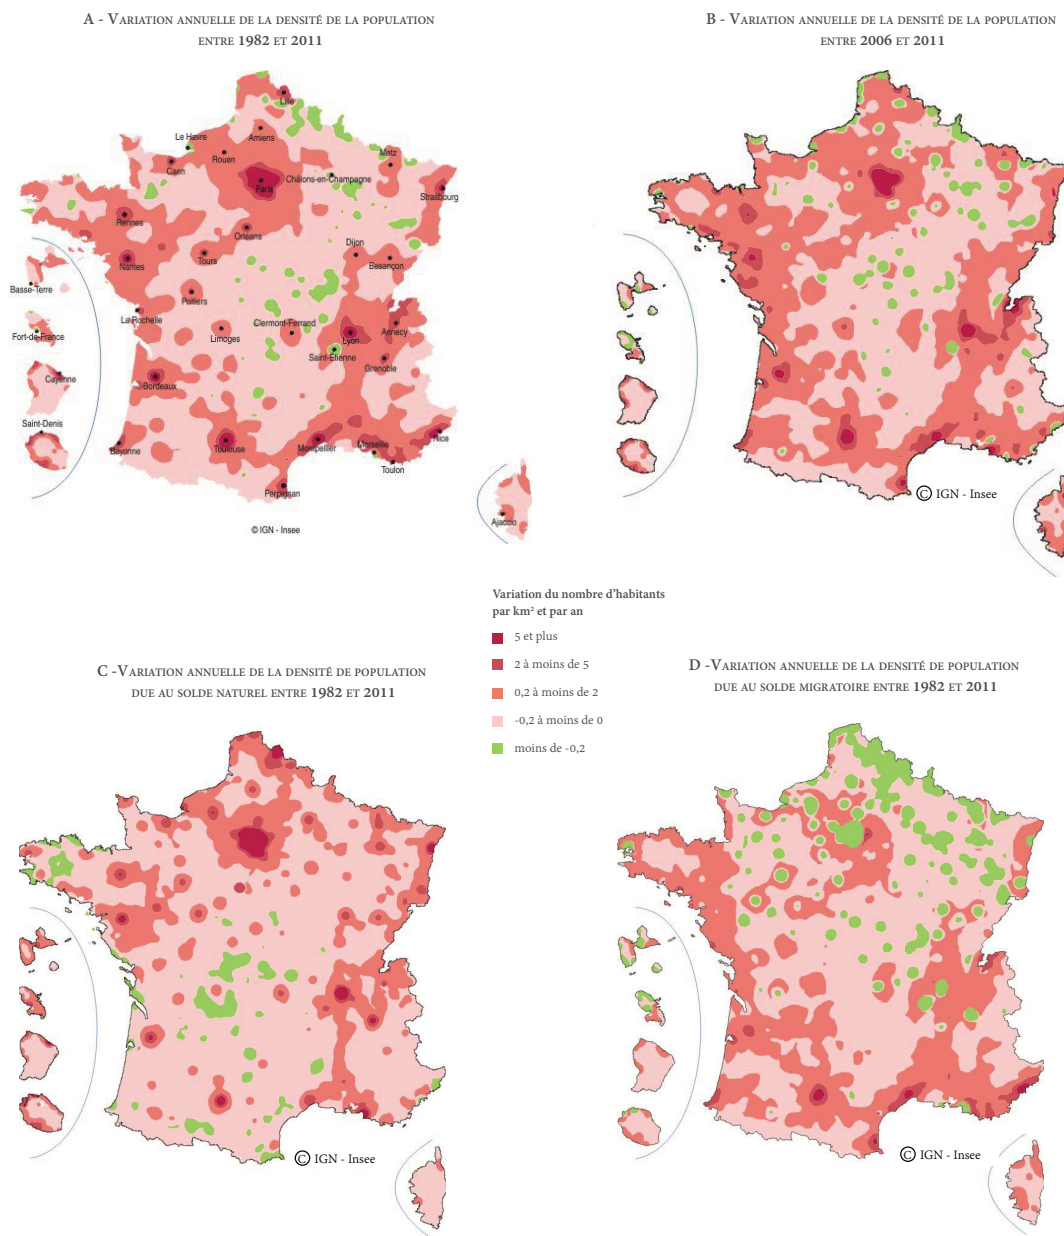 A - Variation annuelle de la densité de la population
entre 1982 et 2011
B - Variation annuelle de la densité de la population
entre 2006 et 2011
Lille
Le Havre
Amiens
Rouen
Caen
Metz
Paris
Châlons-en-Champagne
Strasbourg
Rennes
Orléans
Dijon
Nantes
Tours
Besançon
Basse-Terre
Poitiers
La Rochelle
Fort-de-France
Limoges
Clermont-Ferrand
Lyon
Annecy
Saint-Etienne
Grenoble
Cayenne
Bordeaux
Saint-Denis
Bayonne
Toulouse
Montpellier
Marseille
Nice
Toulon
Perpignan
Ajaccio
© IGN - Insee
© IGN - Insee
Variation du nombre d'habitants
par km² et par an
5 et plus
2 à moins de 5
0,2 à moins de 2
-0,2 à moins de 0
moins de -0,2
C -Variation annuelle de la densité de population
due au solde naturel entre 1982 et 2011
D -Variation annuelle de la densité de population
due au solde migratoire entre 1982 et 2011
© IGN - Insee
© IGN - Insee